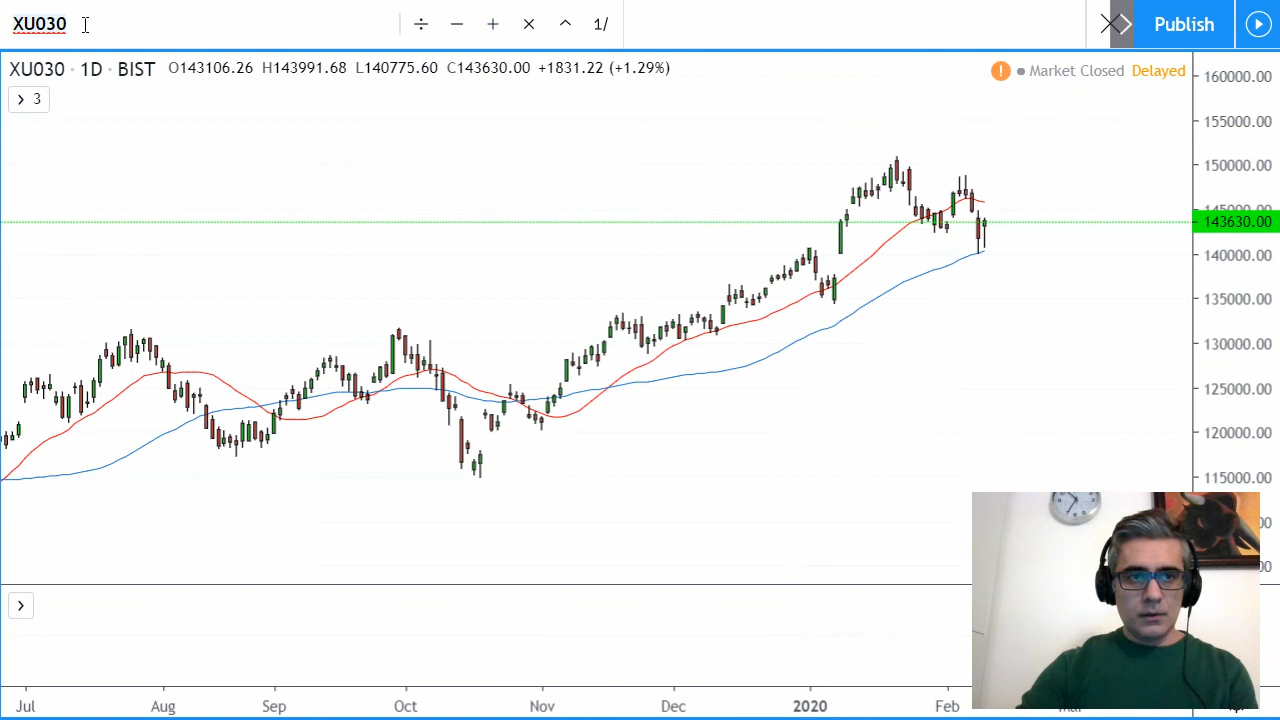 XU030 ÷ − + × ^ 1/ Publish
XU030 · 1D · BIST O143106.26 H143991.68 L140775.60 C143630.00 +1831.22 (+1.29%)
! Market Closed Delayed
3
160000.00
155000.00
150000.00
143630.00
140000.00
135000.00
130000.00
125000.00
120000.00
115000.00
Jul Aug Sep Oct Nov Dec 2020 Feb